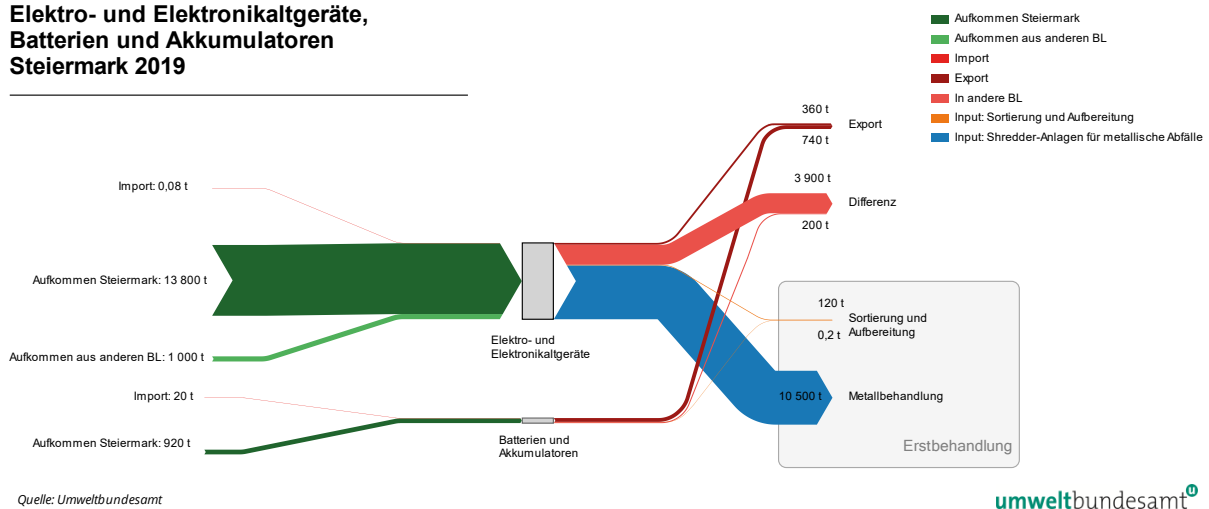 Elektro- und Elektronikaltgeräte,
Batterien und Akkumulatoren
Steiermark 2019
Aufkommen Steiermark
Aufkommen aus anderen BL
Import
Export
In andere BL
Input: Sortierung und Aufbereitung
Input: Shredder-Anlagen für metallische Abfälle
360 t
Export
740 t
3 900 t
Differenz
200 t
Import: 0,08 t
Aufkommen Steiermark: 13 800 t
Aufkommen aus anderen BL: 1 000 t
Elektro- und
Elektronikaltgeräte
120 t
Sortierung und
Aufbereitung
0,2 t
Import: 20 t
Aufkommen Steiermark: 920 t
Batterien und
Akkumulatoren
10 500 t
Metallbehandlung
Erstbehandlung
Quelle: Umweltbundesamt
umweltbundesamt u